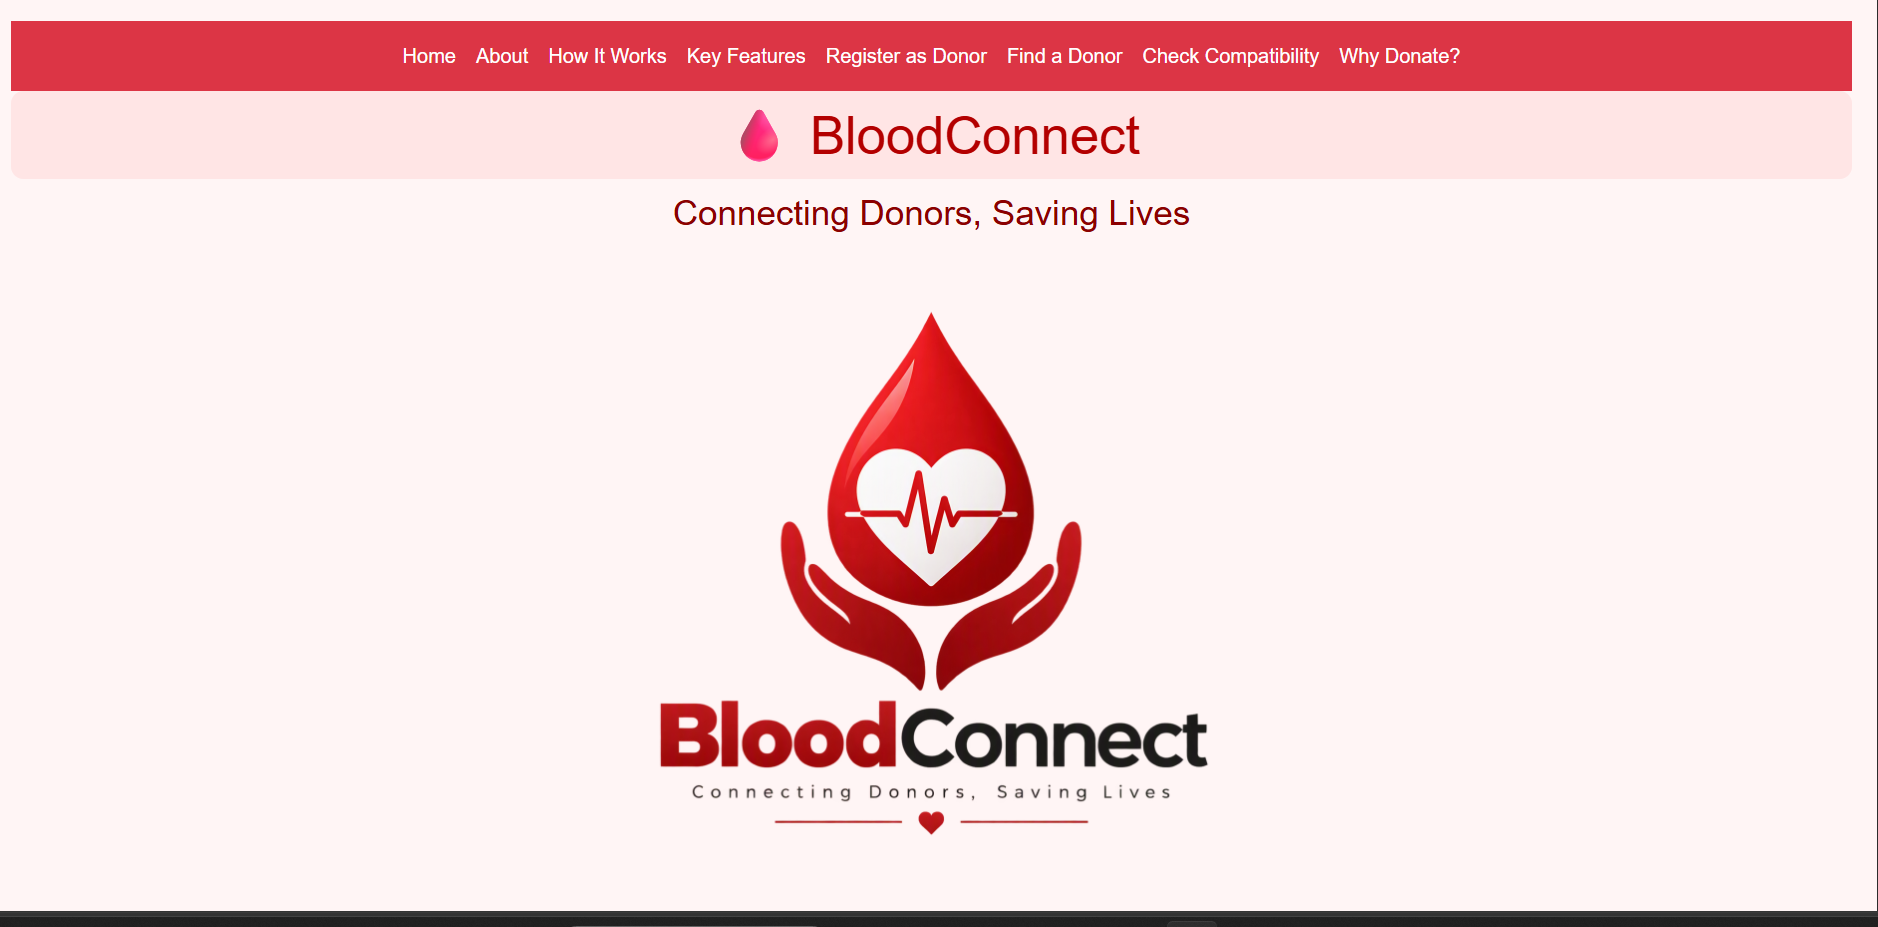 Home About How It Works Key Features Register as Donor Find a Donor Check Compatibility Why Donate?
BloodConnect
Connecting Donors, Saving Lives
BloodConnect
Connecting Donors, Saving Lives